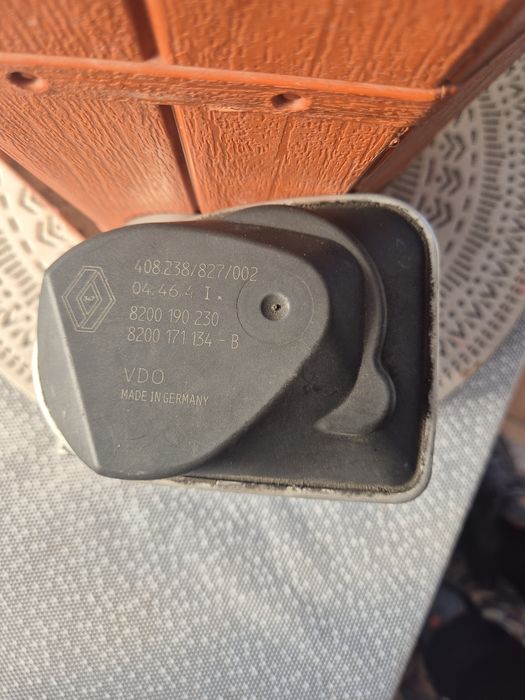 408.238/827/002
04.46.4 I.
8200 190 230
8200 171 134 - B
VDO
MADE IN GERMANY